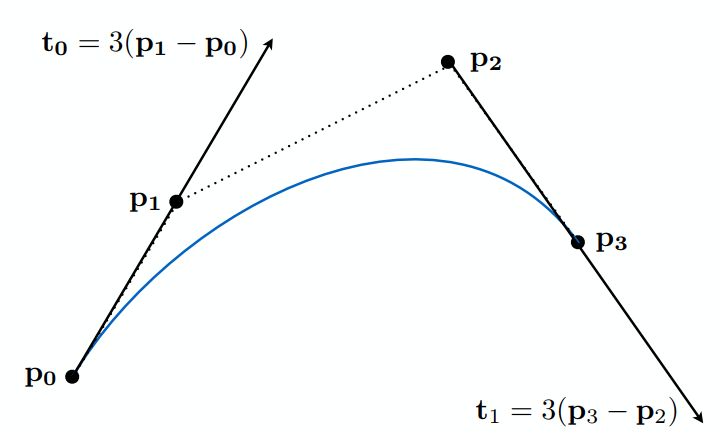 t₀ = 3(p₁ − p₀)
p₂
p₁
p₃
p₀
t₁ = 3(p₃ − p₂)